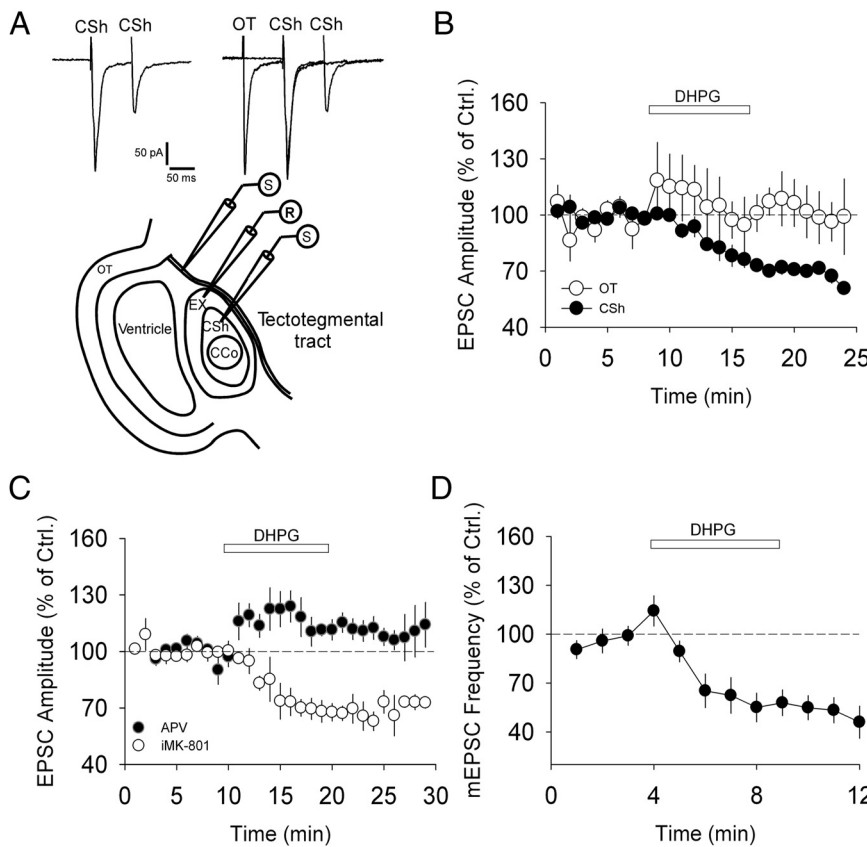 A
CSh CSh
OT CSh CSh
50 pA
50 ms
S
R
S
OT
EX
Ventricle
CSh
CCo
Tectotegmental
tract
B
DHPG
EPSC Amplitude (% of Ctrl.)
160
130
100
70
40
OT
CSh
0 5 10 15 20 25
Time (min)
C
DHPG
EPSC Amplitude (% of Ctrl.)
160
130
100
70
40
APV
iMK-801
0 5 10 15 20 25 30
Time (min)
D
DHPG
mEPSC Frequency (% of Ctrl.)
160
130
100
70
40
0 4 8 12
Time (min)